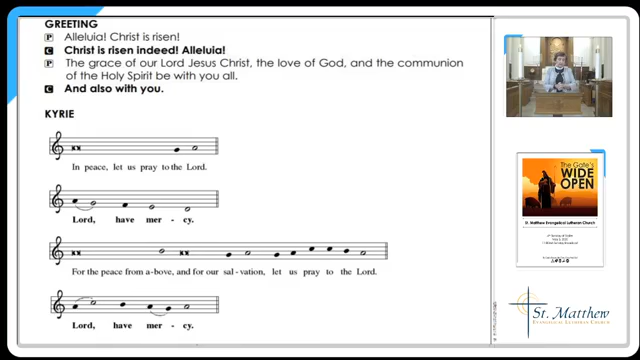 GREETING
P Alleluia! Christ is risen!
C Christ is risen indeed! Alleluia!
P The grace of our Lord Jesus Christ, the love of God, and the communion
of the Holy Spirit be with you all.
C And also with you.
KYRIE
In peace, let us pray to the Lord.
Lord, have mer - cy.
For the peace from a-bove, and for our sal - vation, let us pray to the Lord.
Lord, have mer - cy.
The Gate's
WIDE
OPEN
St. Matthew Evangelical Lutheran Church
St. Matthew
EVANGELICAL LUTHERAN CHURCH